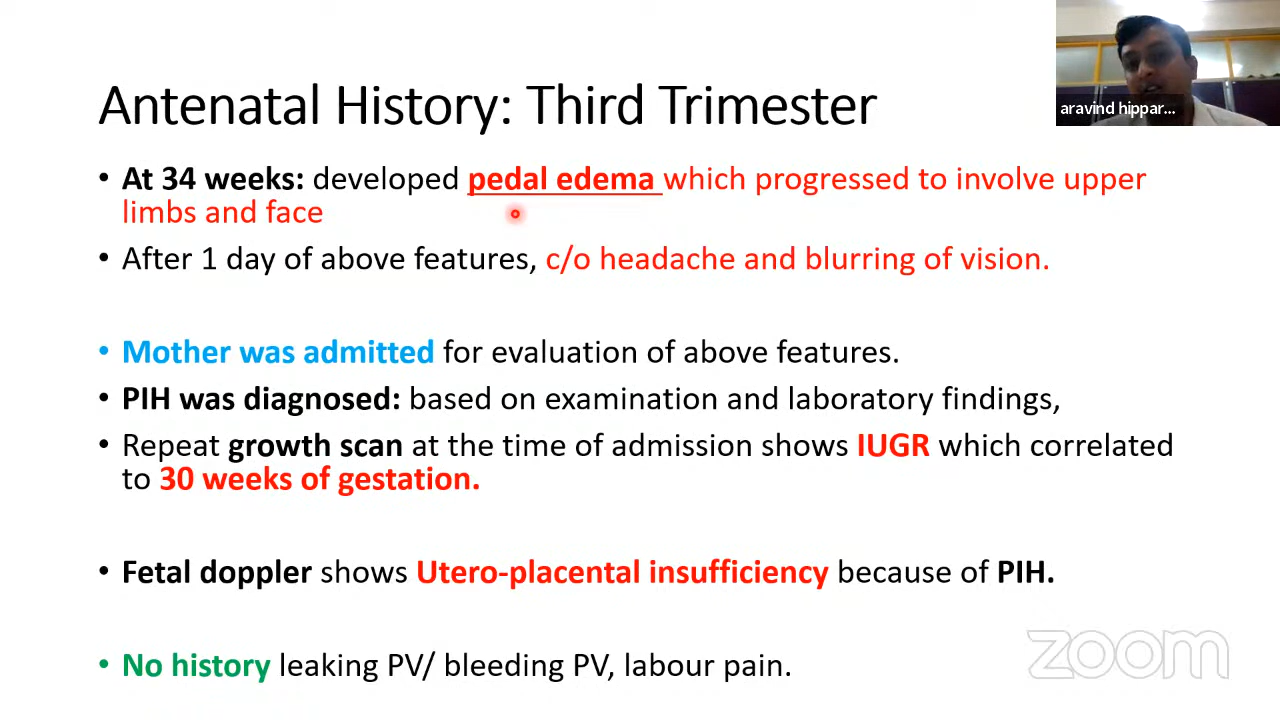 aravind hippar...
Antenatal History: Third Trimester
• At 34 weeks: developed pedal edema which progressed to involve upper
limbs and face
• After 1 day of above features, c/o headache and blurring of vision.
• Mother was admitted for evaluation of above features.
• PIH was diagnosed: based on examination and laboratory findings,
• Repeat growth scan at the time of admission shows IUGR which correlated
to 30 weeks of gestation.
• Fetal doppler shows Utero-placental insufficiency because of PIH.
• No history leaking PV/ bleeding PV, labour pain.
zoom